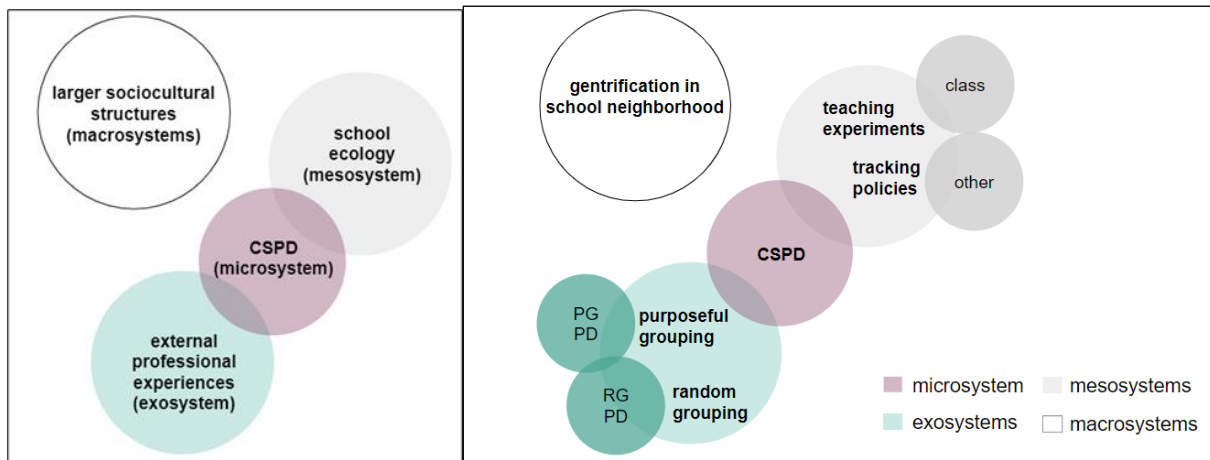 larger sociocultural
structures
(macrosystems)
school
ecology
(mesosystem)
CSPD
(microsystem)
external
professional
experiences
(exosystem)
gentrification in
school neighborhood
teaching
experiments
tracking
policies
class
other
CSPD
PG
PD
purposeful
grouping
RG
PD
random
grouping
microsystem
mesosystems
exosystems
macrosystems